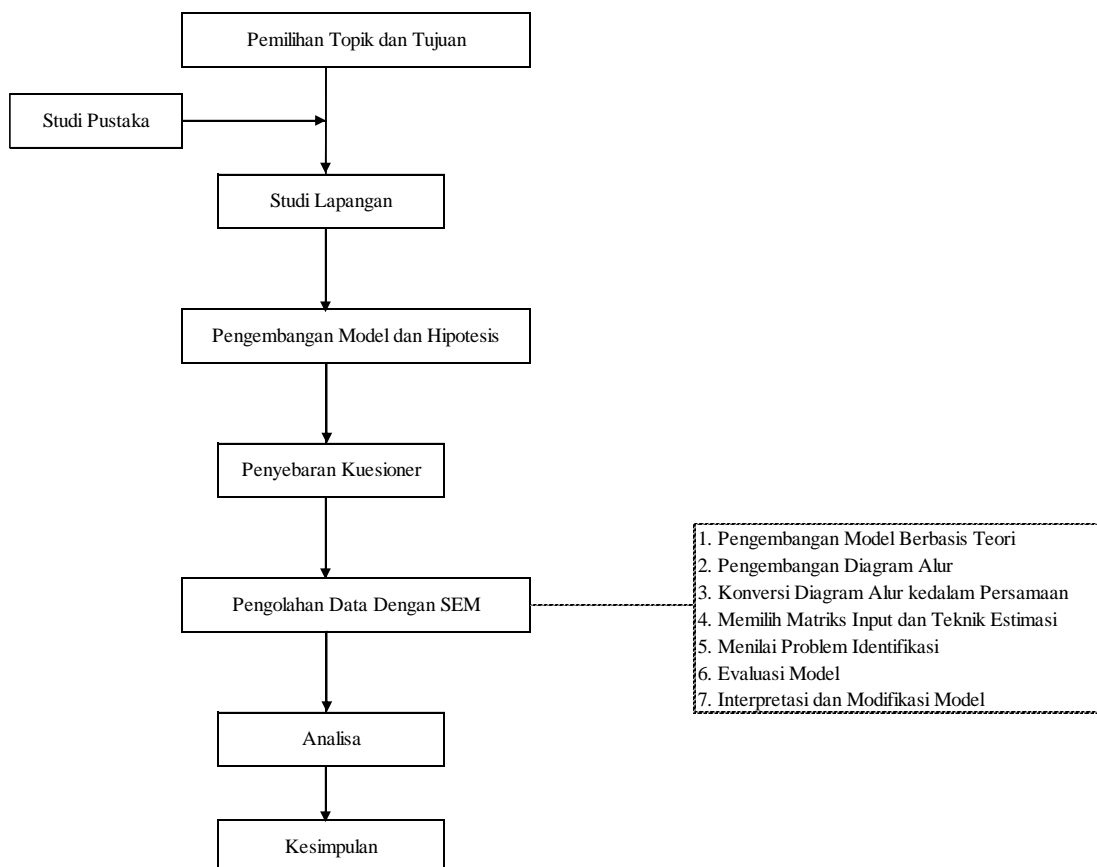 Pemilihan Topik dan Tujuan
Studi Pustaka
Studi Lapangan
Pengembangan Model dan Hipotesis
Penyebaran Kuesioner
Pengolahan Data Dengan SEM
1. Pengembangan Model Berbasis Teori
2. Pengembangan Diagram Alur
3. Konversi Diagram Alur kedalam Persamaan
4. Memilih Matriks Input dan Teknik Estimasi
5. Menilai Problem Identifikasi
6. Evaluasi Model
7. Interpretasi dan Modifikasi Model
Analisa
Kesimpulan